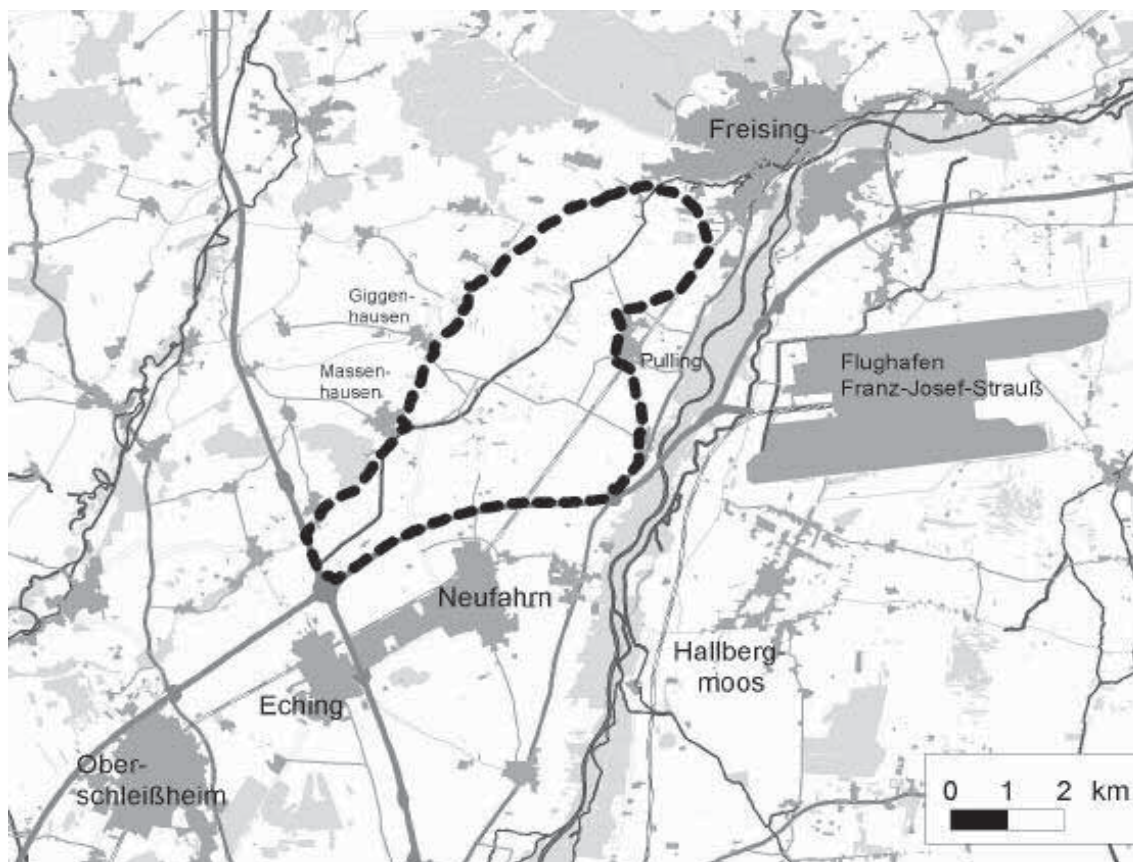 Freising
Giggen-
hausen
Massen-
hausen
Pulling
Flughafen
Franz-Josef-Strauß
Neufahrn
Hallberg-
moos
Eching
Ober-
schleißheim
0 1 2 km